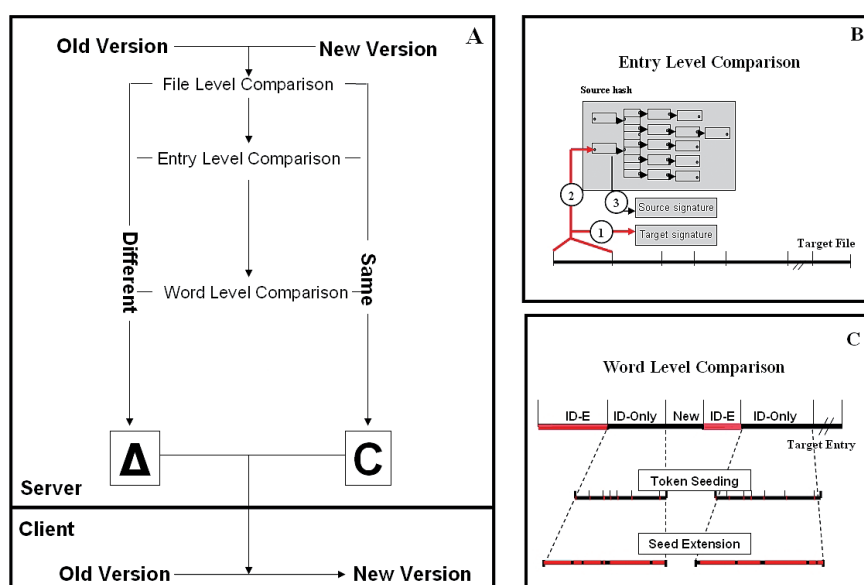 A
Old Version
New Version
File Level Comparison
Entry Level Comparison
Word Level Comparison
Different
Same
Δ
C
Server
Client
Old Version
New Version
B
Entry Level Comparison
Source hash
2
3
Source signature
1
Target signature
Target File
C
Word Level Comparison
ID-E
ID-Only
New
ID-E
ID-Only
Target Entry
Token Seeding
Seed Extension